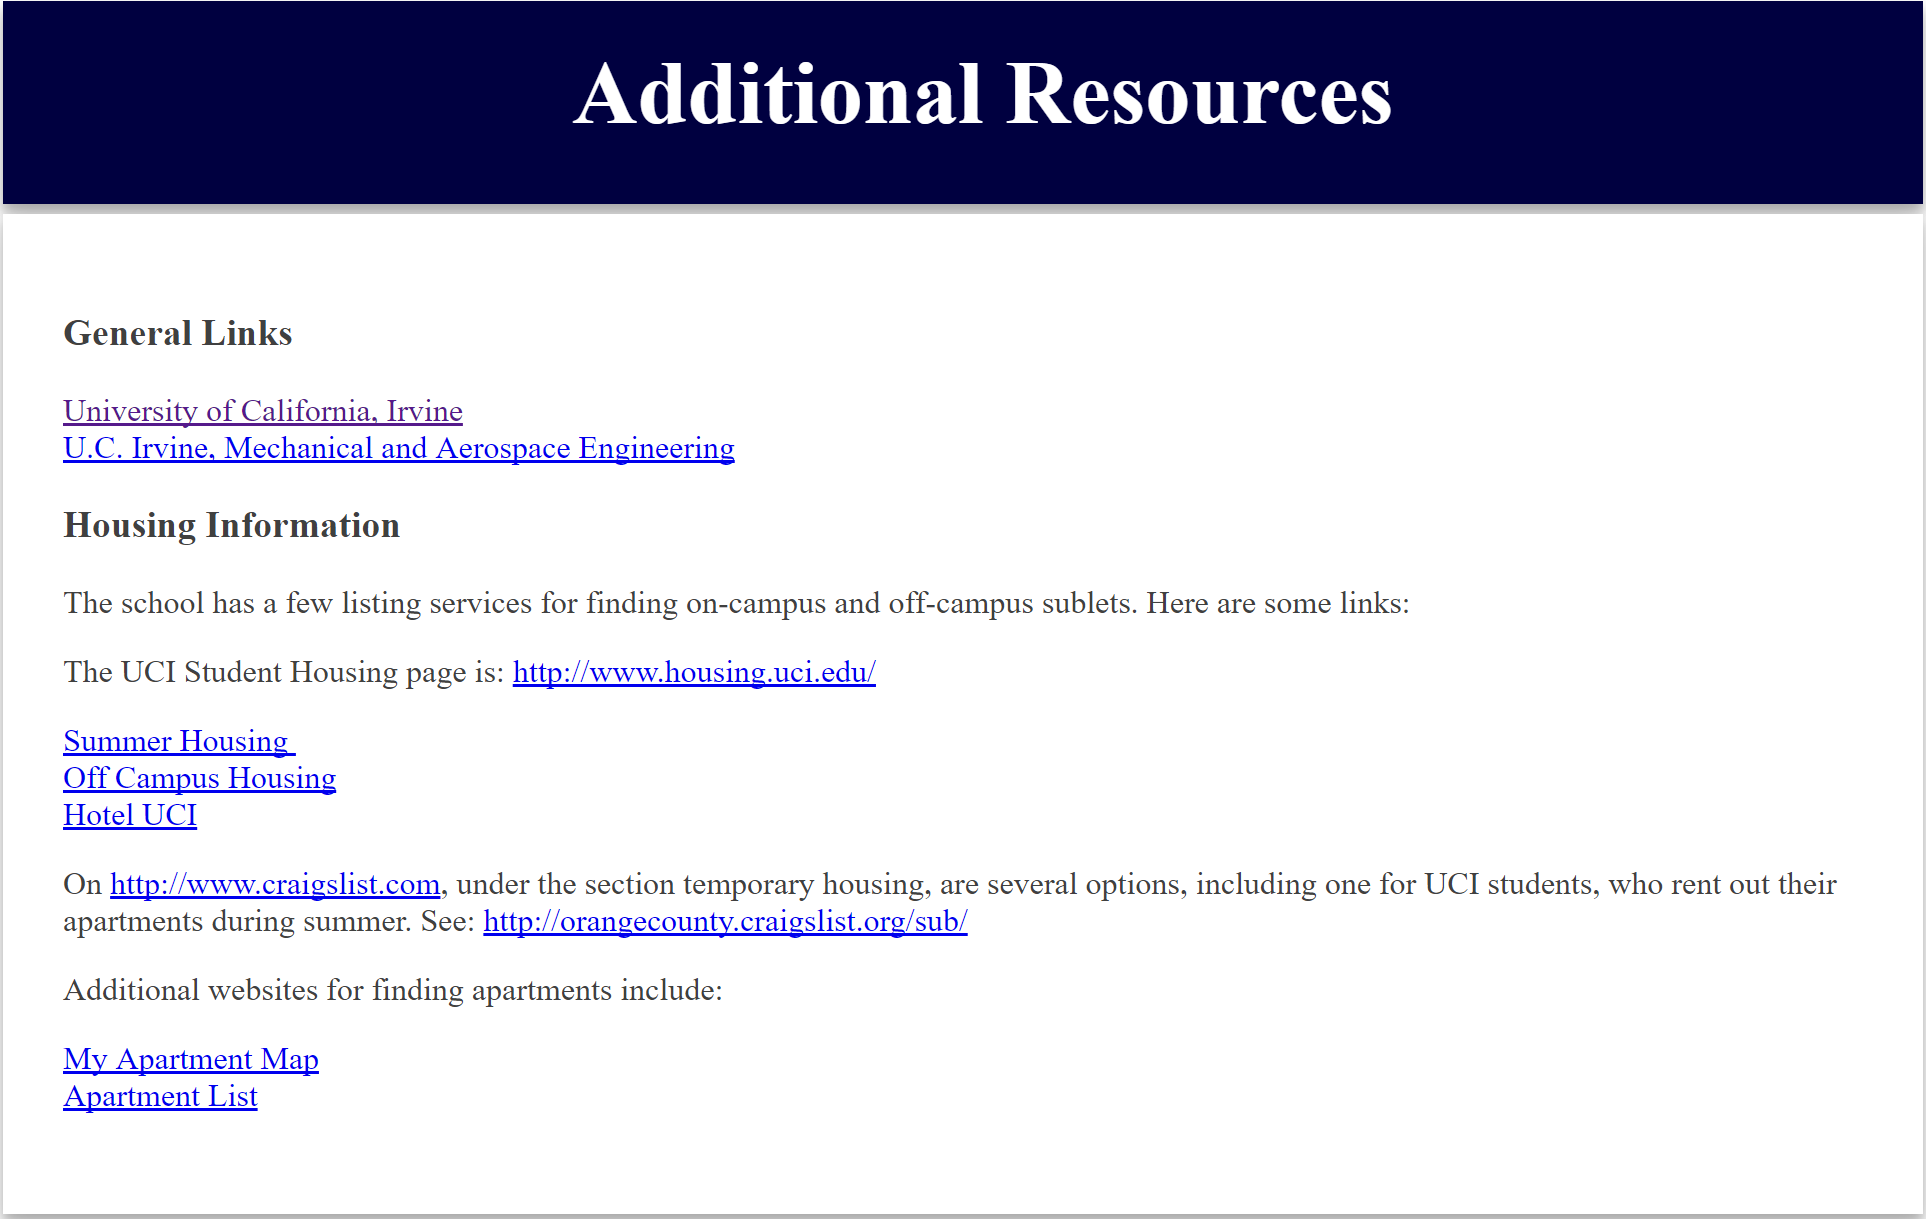 Additional Resources
General Links
University of California, Irvine
U.C. Irvine, Mechanical and Aerospace Engineering
Housing Information
The school has a few listing services for finding on-campus and off-campus sublets. Here are some links:
The UCI Student Housing page is: http://www.housing.uci.edu/
Summer Housing
Off Campus Housing
Hotel UCI
On http://www.craigslist.com, under the section temporary housing, are several options, including one for UCI students, who rent out their
apartments during summer. See: http://orangecounty.craigslist.org/sub/
Additional websites for finding apartments include:
My Apartment Map
Apartment List